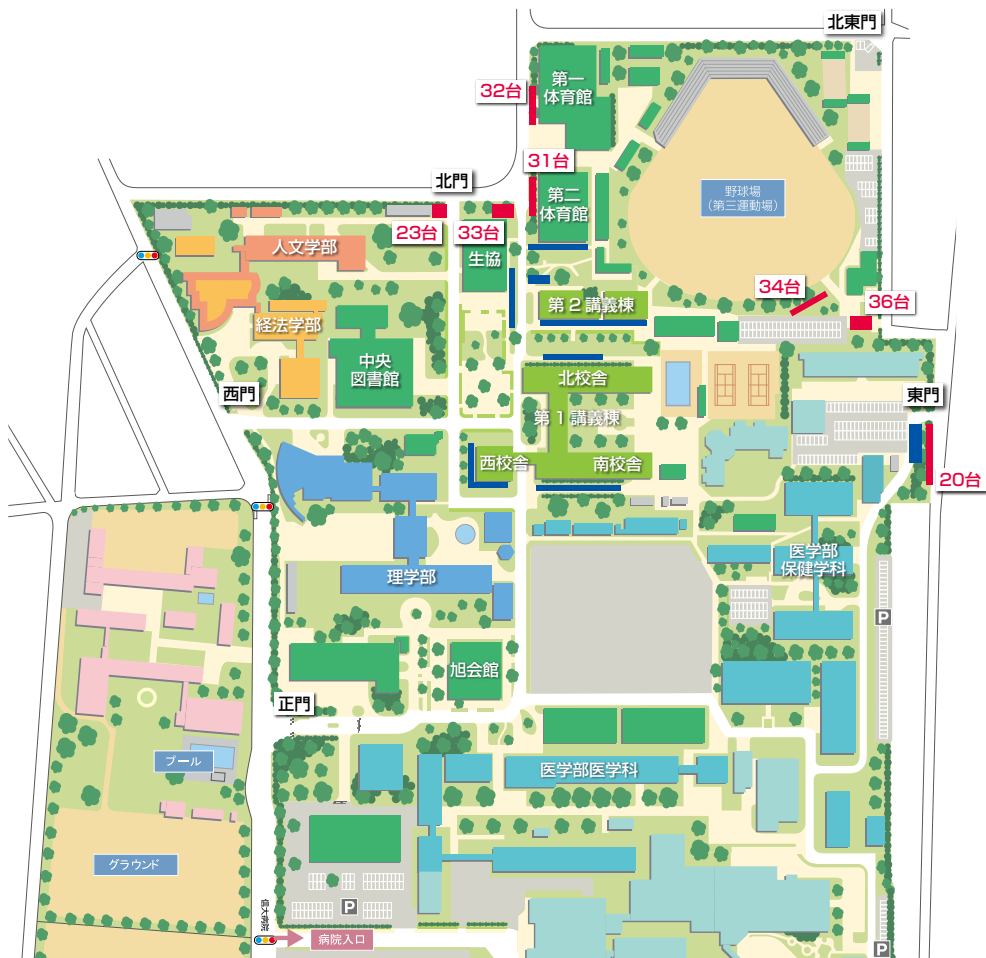 北東門
第一
体育館
32台
31台
北門
第二
体育館
野球場
(第三運動場)
23台
33台
人文学部
生協
34台
36台
第2講義棟
経法学部
中央
図書館
北校舎
西門
東門
第1講義棟
西校舎
南校舎
20台
医学部
保健学科
理学部
P
旭会館
正門
プール
医学部医学科
グラウンド
信大病院
P
病院入口
P